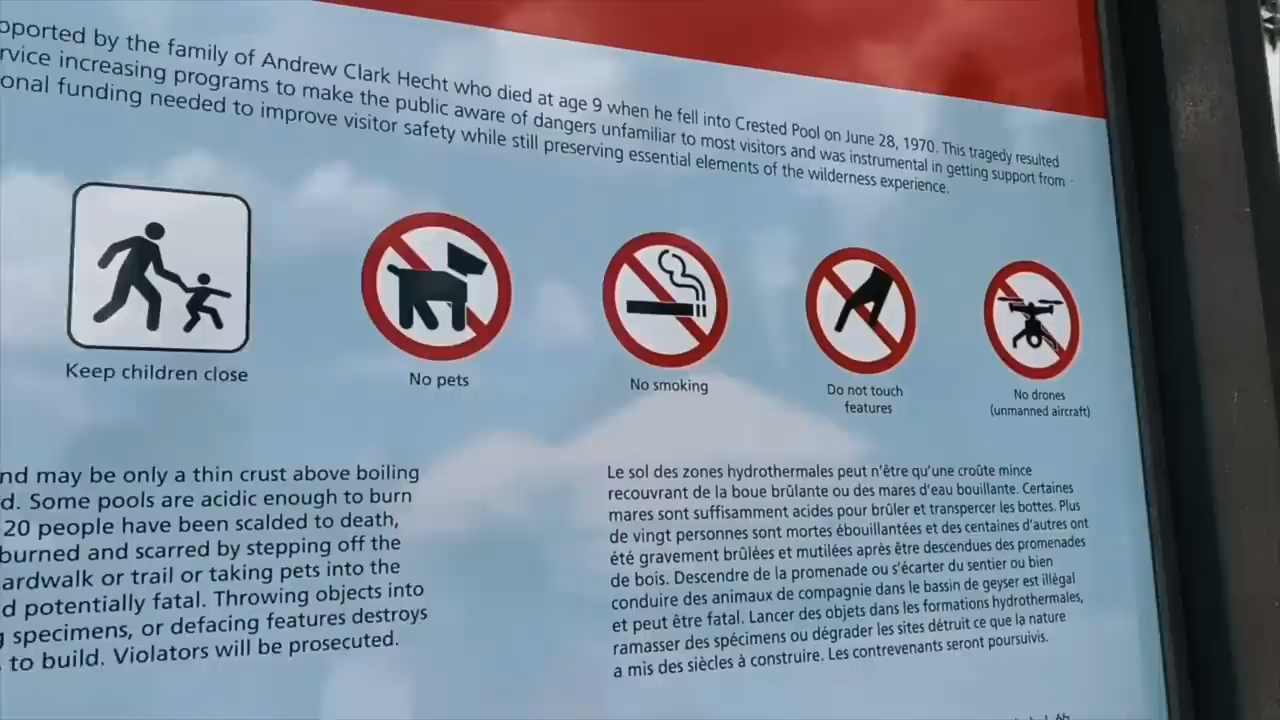 pported by the family of Andrew Clark Hecht who died at age 9 when he fell into Crested Pool on June 28, 1970. This tragedy resulted
rvice increasing programs to make the public aware of dangers unfamiliar to most visitors and was instrumental in getting support from
onal funding needed to improve visitor safety while still preserving essential elements of the wilderness experience.
Keep children close
No pets
No smoking
Do not touch
features
No drones
(unmanned aircraft)
nd may be only a thin crust above boiling
d. Some pools are acidic enough to burn
20 people have been scalded to death,
burned and scarred by stepping off the
ardwalk or trail or taking pets into the
d potentially fatal. Throwing objects into
g specimens, or defacing features destroys
to build. Violators will be prosecuted.
Le sol des zones hydrothermales peut n'être qu'une croûte mince
recouvrant de la boue brûlante ou des mares d'eau bouillante. Certaines
mares sont suffisamment acides pour brûler et transpercer les bottes. Plus
de vingt personnes sont mortes ébouillantées et des centaines d'autres ont
été gravement brûlées et mutilées après être descendues des promenades
de bois. Descendre de la promenade ou s'écarter du sentier ou bien
conduire des animaux de compagnie dans le bassin de geyser est illégal
et peut être fatal. Lancer des objets dans les formations hydrothermales,
ramasser des spécimens ou dégrader les sites détruit ce que la nature
a mis des siècles à construire. Les contrevenants seront poursuivis.